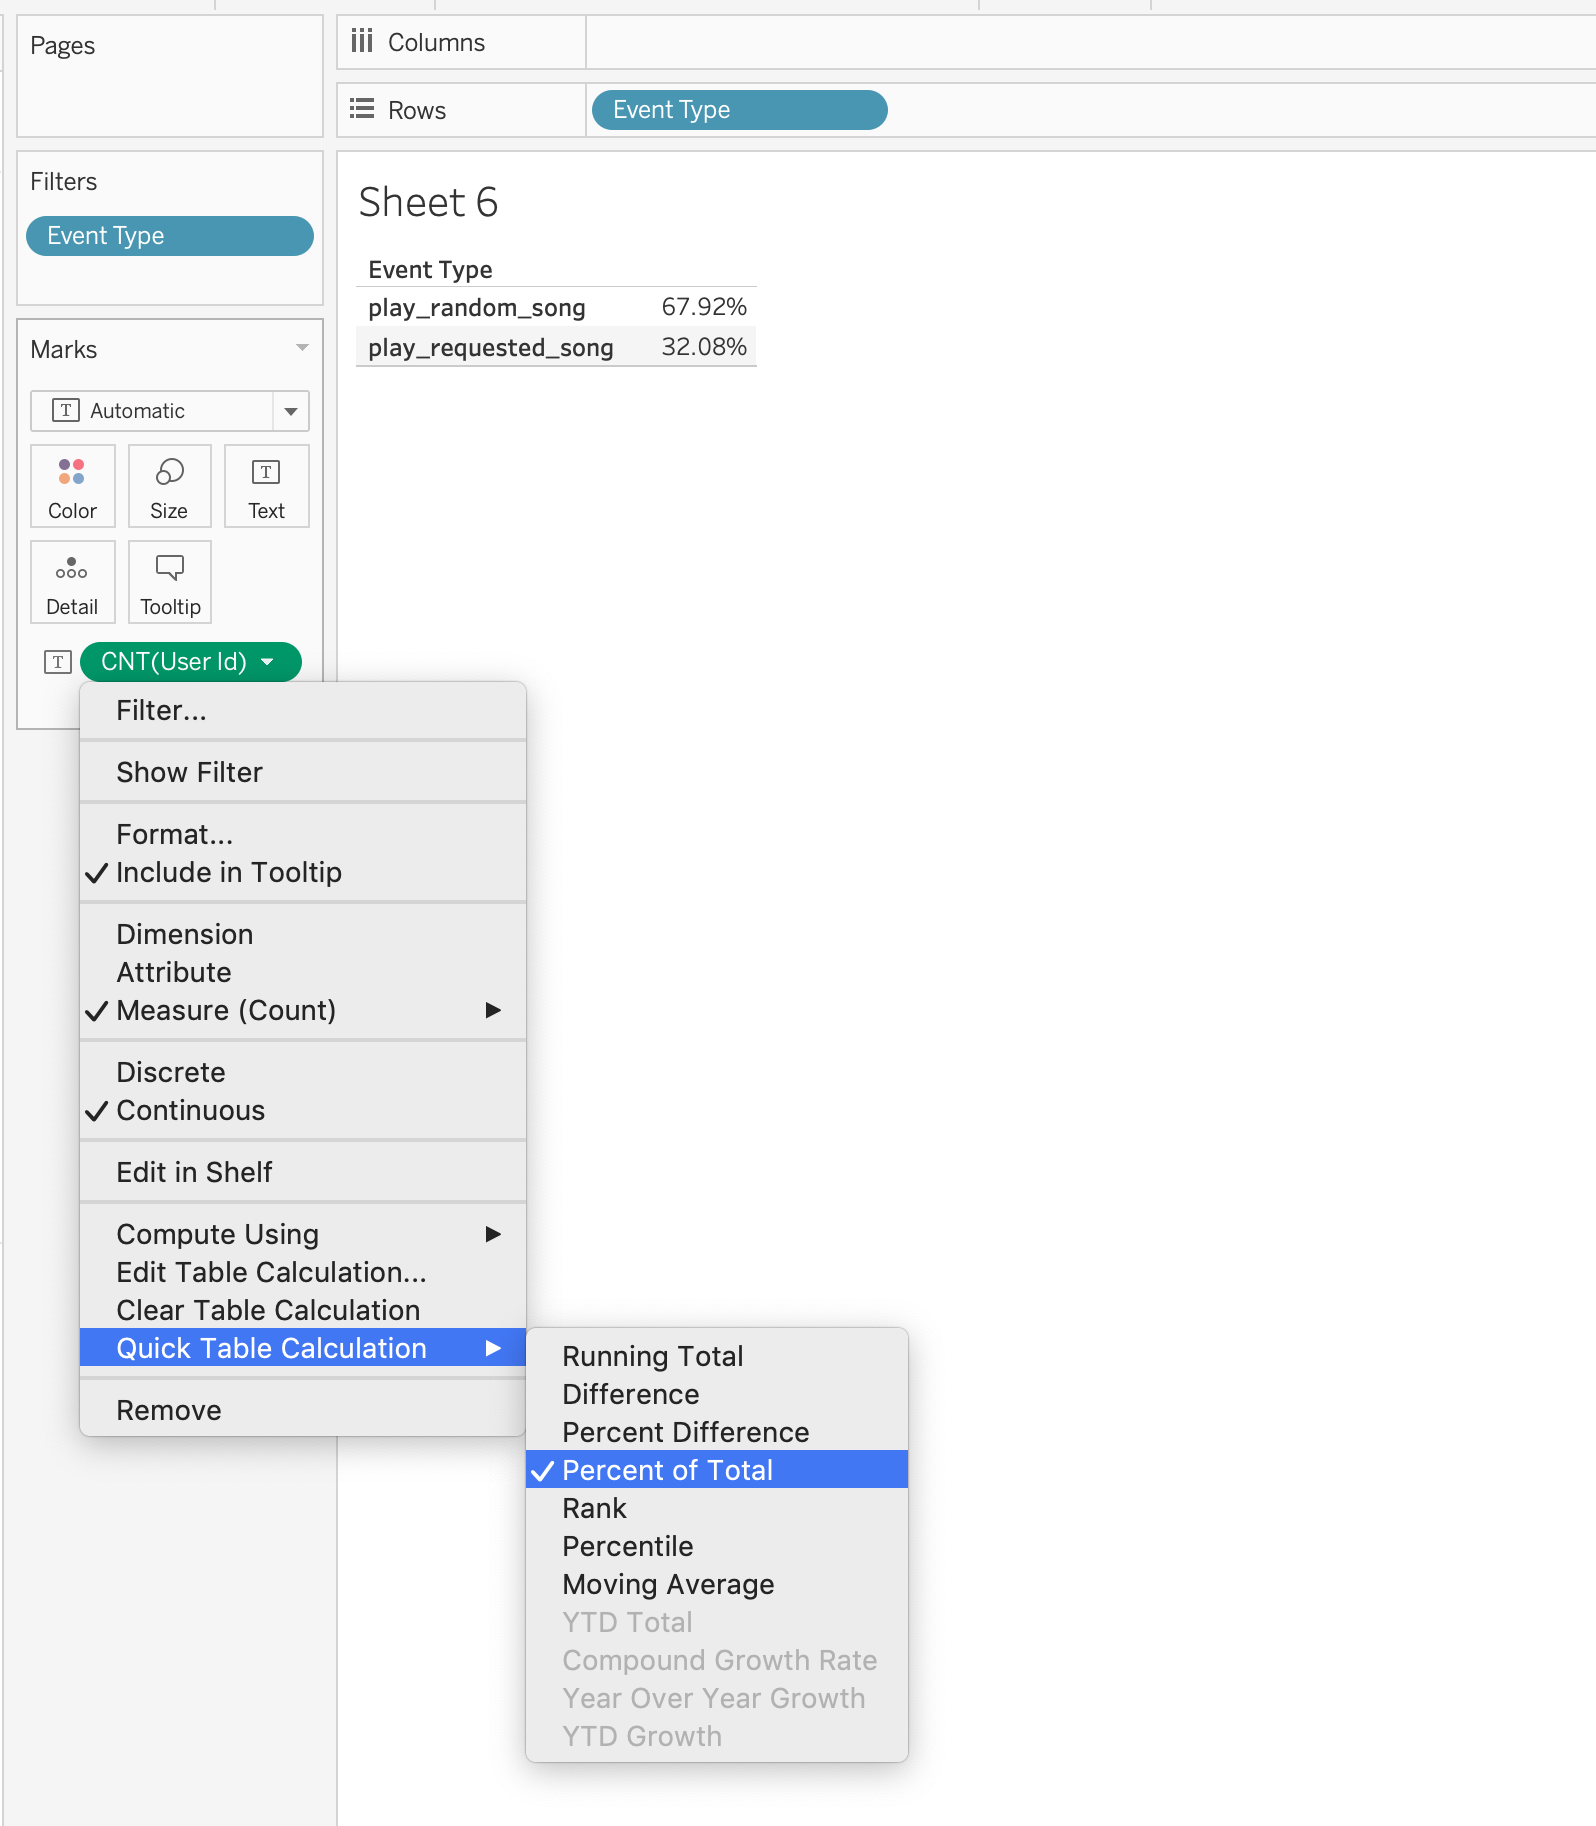 Pages
Columns
Rows
Event Type
Filters
Event Type
Sheet 6
Event Type
play_random_song 67.92%
play_requested_song 32.08%
Marks
T Automatic
Color
Size
T
Text
Detail
Tooltip
T CNT(User Id)
Filter...
Show Filter
Format...
Include in Tooltip
Dimension
Attribute
Measure (Count)
Discrete
Continuous
Edit in Shelf
Compute Using
Edit Table Calculation...
Clear Table Calculation
Quick Table Calculation
Remove
Running Total
Difference
Percent Difference
Percent of Total
Rank
Percentile
Moving Average
YTD Total
Compound Growth Rate
Year Over Year Growth
YTD Growth